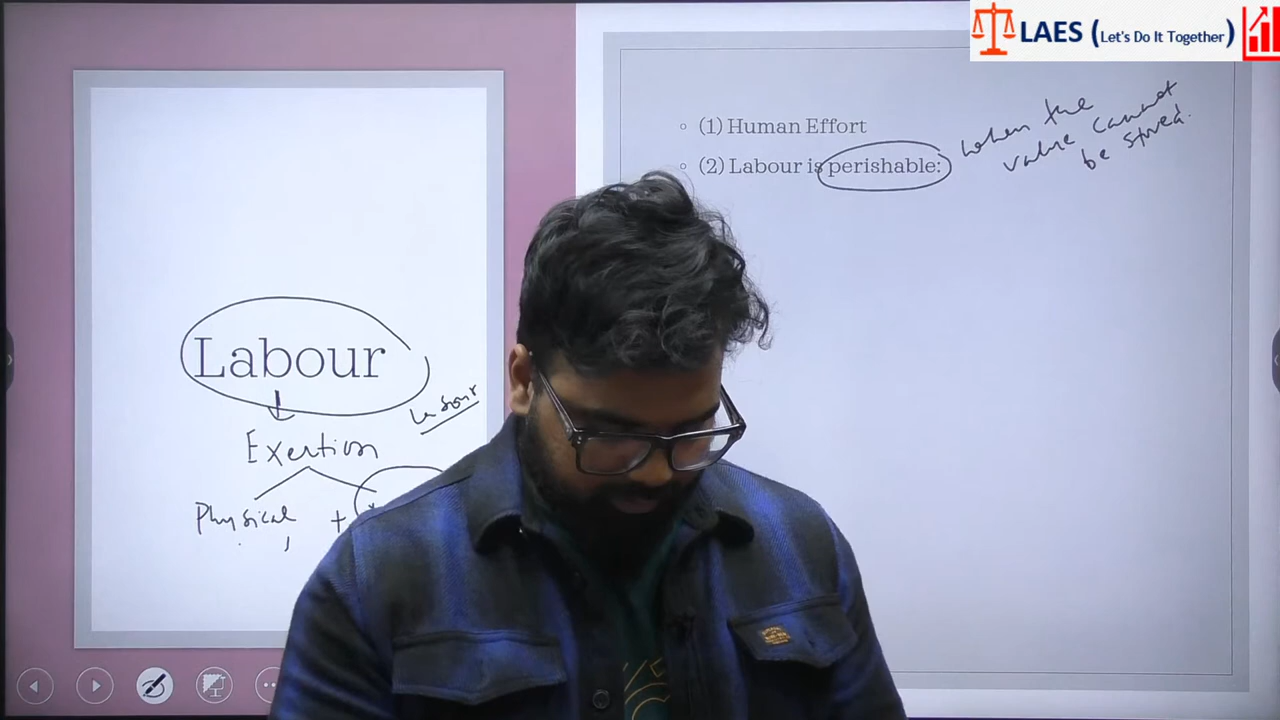 LAES (Let's Do It Together)
(1) Human Effort
(2) Labour is perishable:
when the
value cannot
be stored.
Labour
Labour
Exertion
Physical +